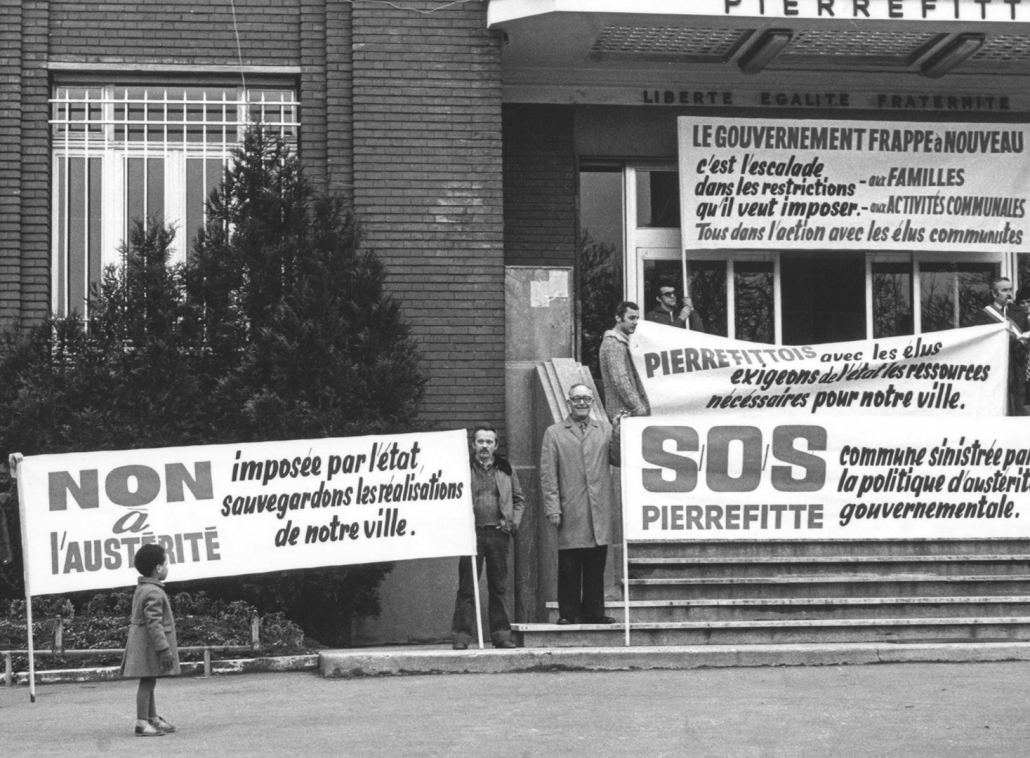 PIERREFITT
LIBERTE EGALITE FRATERNITE
LE GOUVERNEMENT FRAPPE à NOUVEAU
c'est l'escalade
dans les restrictions - aux FAMILLES
qu'il veut imposer. - aux ACTIVITÉS COMMUNALES
Tous dans l'action avec les élus communistes
PIERREFITTOIS avec les élus
exigeons de l'état les ressources
nécessaires pour notre ville.
S/O/S
PIERREFITTE
commune sinistrée par
la politique d'austérité
gouvernementale.
NON
à
l'AUSTÉRITÉ
imposée par l'état,
sauvegardons les réalisations
de notre ville.